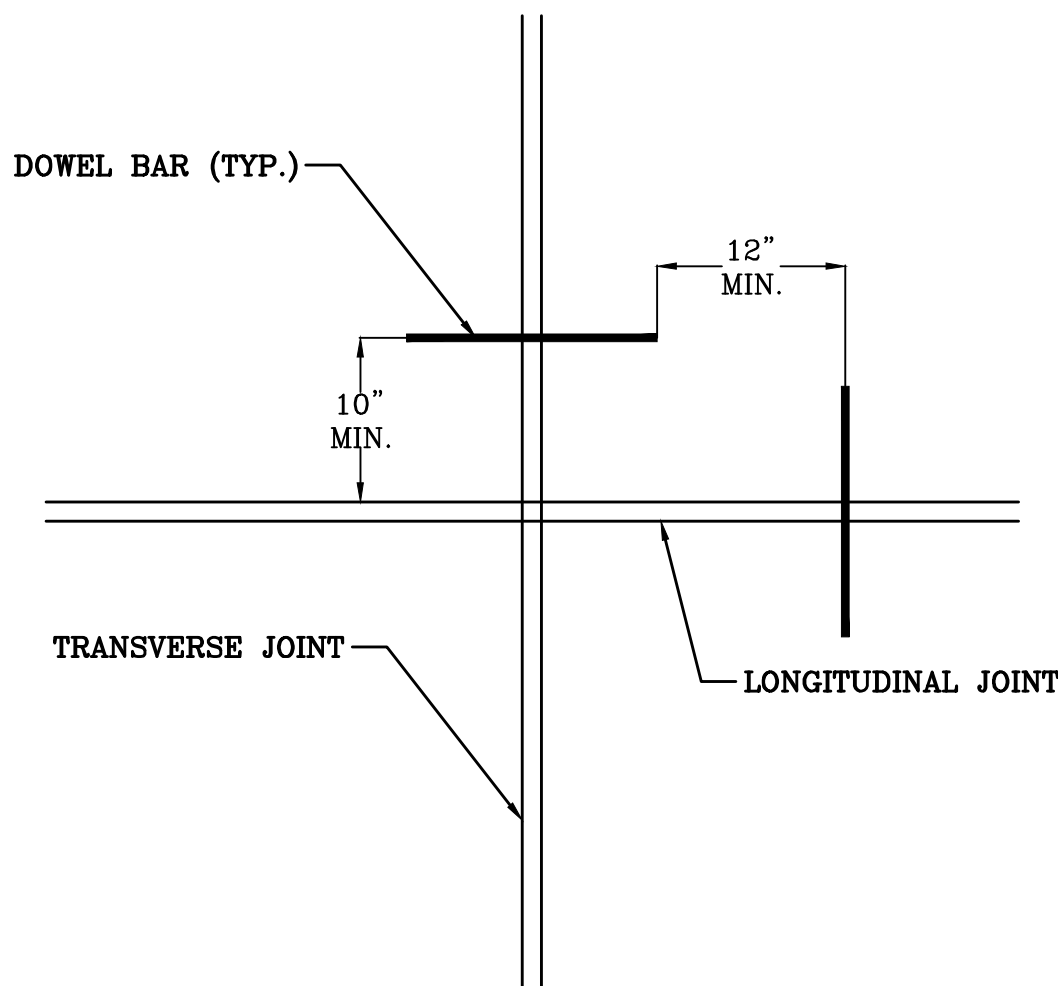 DOWEL BAR (TYP.)
12”
MIN.
10”
MIN.
TRANSVERSE JOINT
LONGITUDINAL JOINT